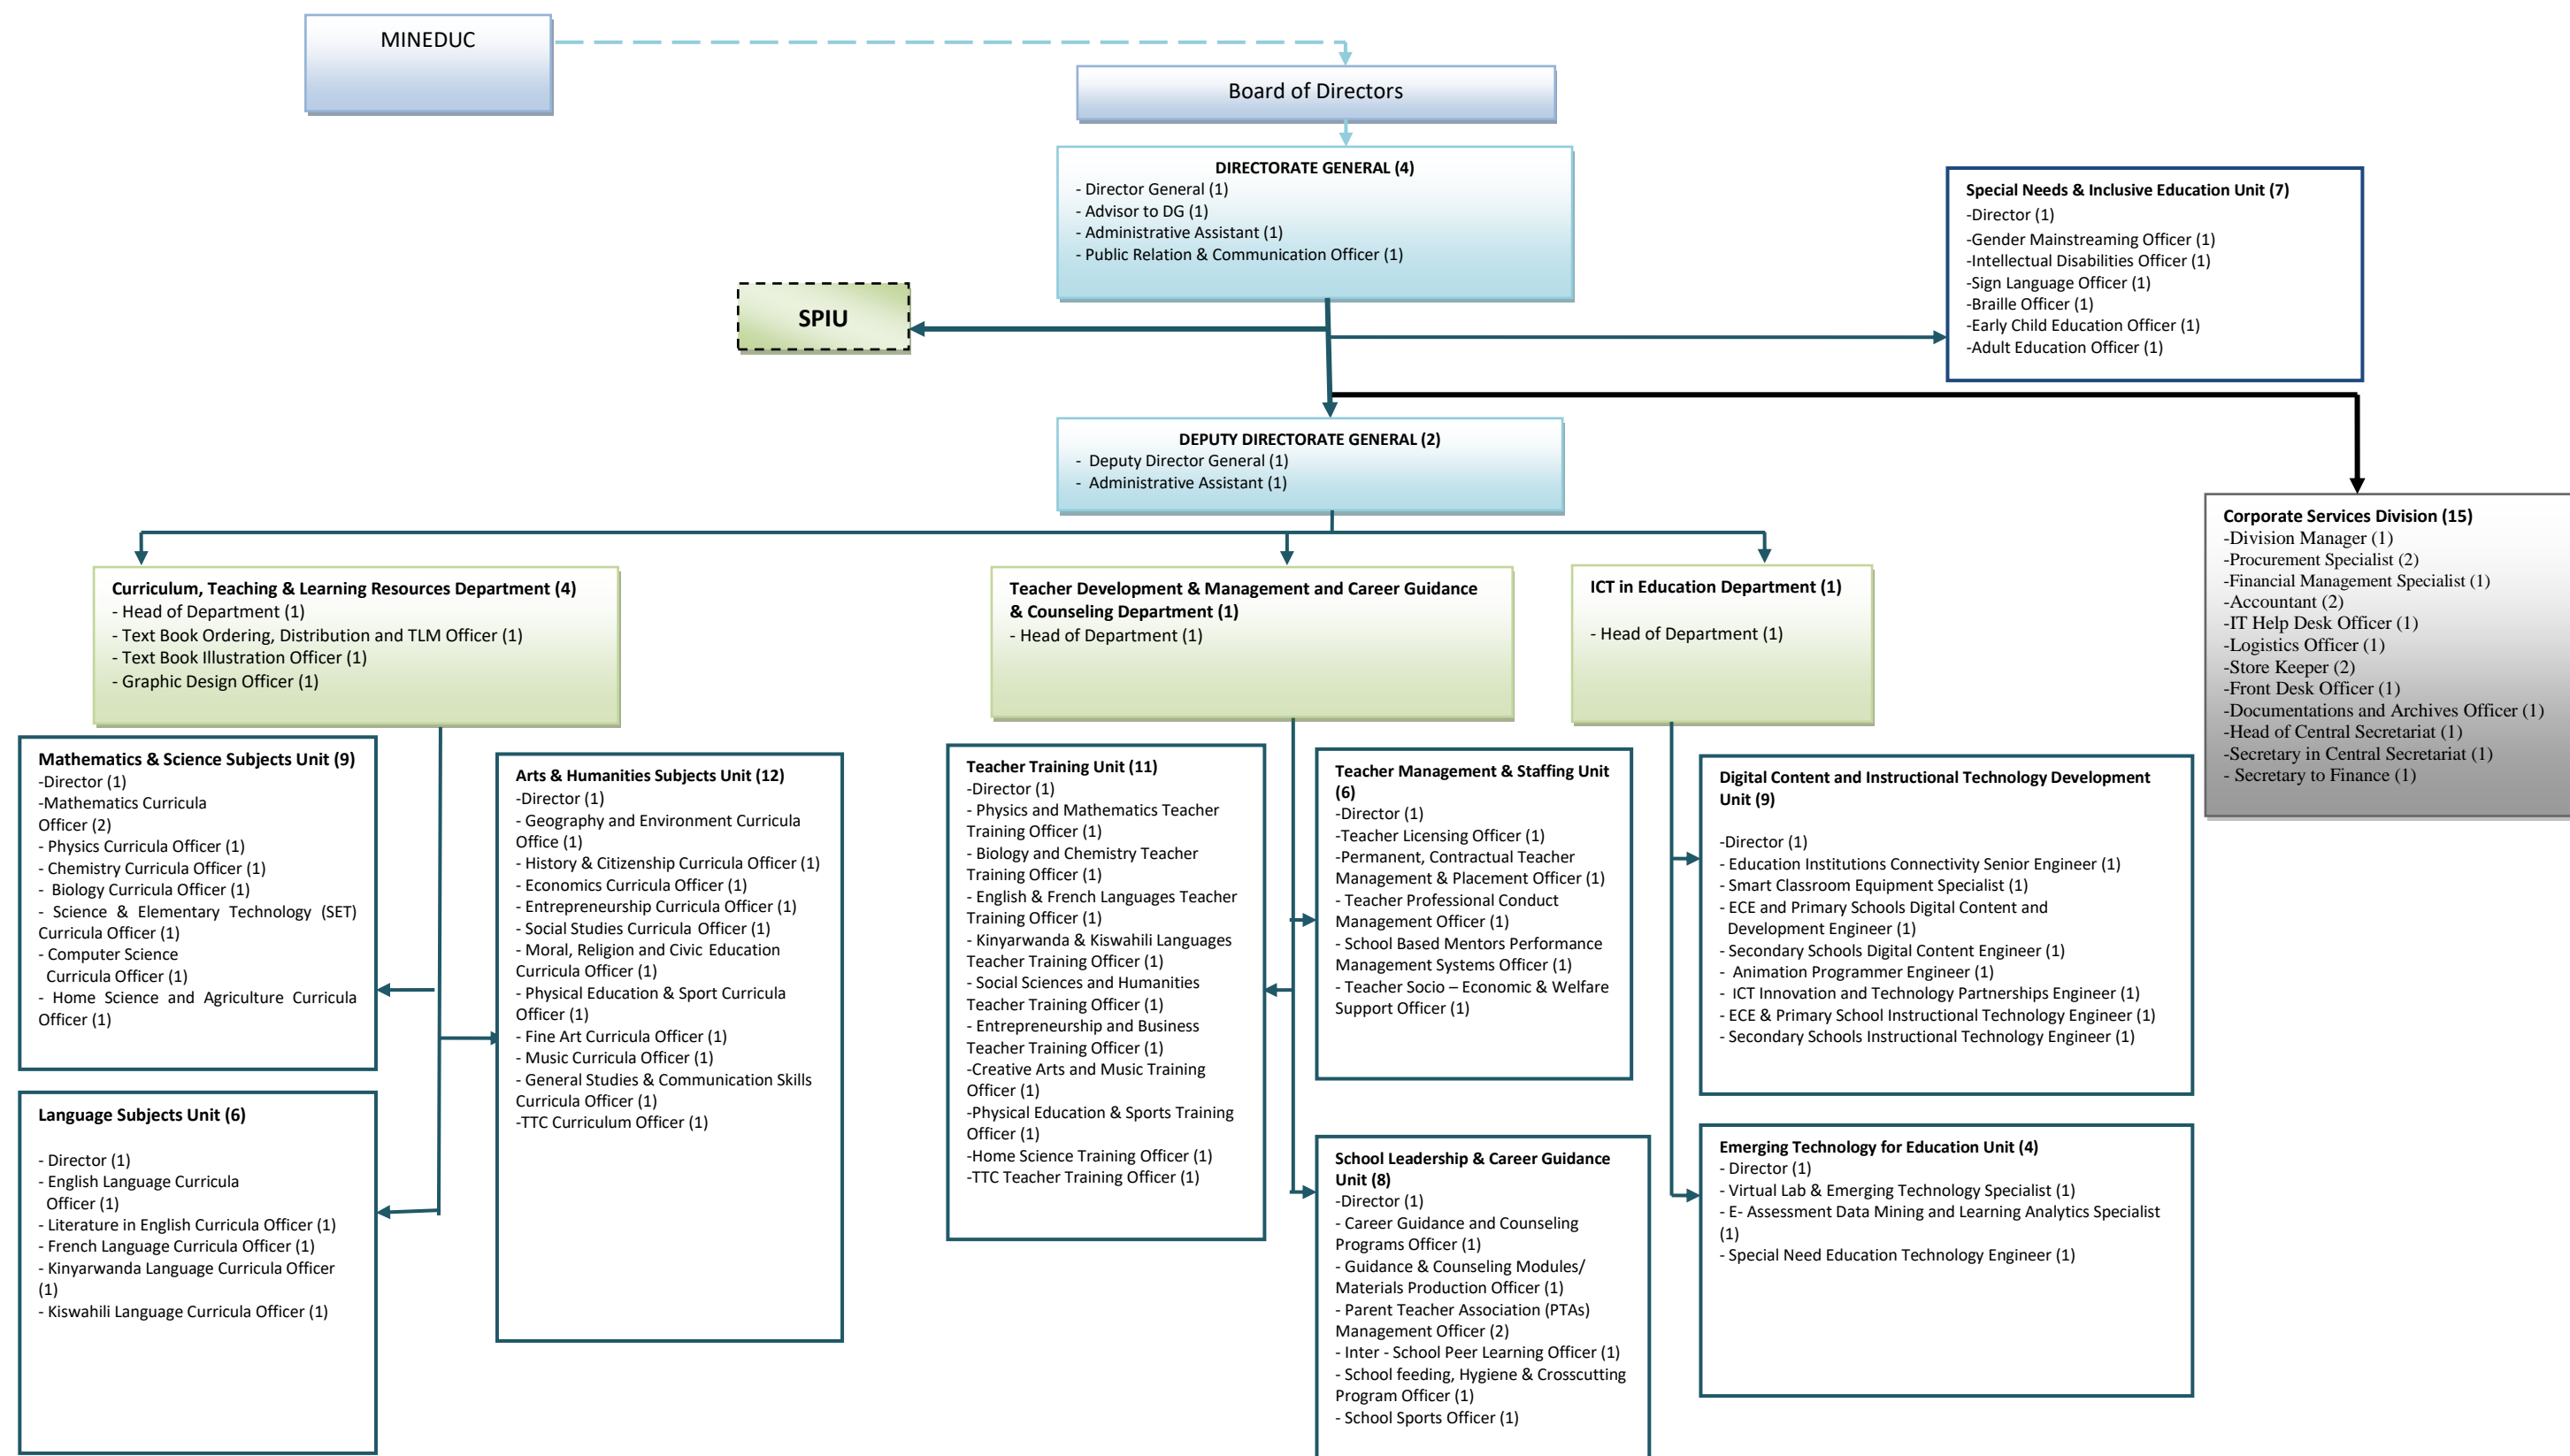 MINEDUC
Board of Directors
DIRECTORATE GENERAL (4)
- Director General (1)
- Advisor to DG (1)
- Administrative Assistant (1)
- Public Relation & Communication Officer (1)
Special Needs & Inclusive Education Unit (7)
-Director (1)
-Gender Mainstreaming Officer (1)
-Intellectual Disabilities Officer (1)
-Sign Language Officer (1)
-Braille Officer (1)
-Early Child Education Officer (1)
-Adult Education Officer (1)
SPIU
DEPUTY DIRECTORATE GENERAL (2)
- Deputy Director General (1)
- Administrative Assistant (1)
Corporate Services Division (15)
-Division Manager (1)
-Procurement Specialist (2)
-Financial Management Specialist (1)
-Accountant (2)
-IT Help Desk Officer (1)
-Logistics Officer (1)
-Store Keeper (2)
-Front Desk Officer (1)
-Documentations and Archives Officer (1)
-Head of Central Secretariat (1)
-Secretary in Central Secretariat (1)
- Secretary to Finance (1)
Curriculum, Teaching & Learning Resources Department (4)
- Head of Department (1)
- Text Book Ordering, Distribution and TLM Officer (1)
- Text Book Illustration Officer (1)
- Graphic Design Officer (1)
Teacher Development & Management and Career Guidance
& Counseling Department (1)
- Head of Department (1)
ICT in Education Department (1)
- Head of Department (1)
Mathematics & Science Subjects Unit (9)
-Director (1)
-Mathematics Curricula
Officer (2)
- Physics Curricula Officer (1)
- Chemistry Curricula Officer (1)
- Biology Curricula Officer (1)
- Science & Elementary Technology (SET)
Curricula Officer (1)
- Computer Science
Curricula Officer (1)
- Home Science and Agriculture Curricula
Officer (1)
Language Subjects Unit (6)
- Director (1)
- English Language Curricula
Officer (1)
- Literature in English Curricula Officer (1)
- French Language Curricula Officer (1)
- Kinyarwanda Language Curricula Officer
(1)
- Kiswahili Language Curricula Officer (1)
Arts & Humanities Subjects Unit (12)
-Director (1)
- Geography and Environment Curricula
Office (1)
- History & Citizenship Curricula Officer (1)
- Economics Curricula Officer (1)
- Entrepreneurship Curricula Officer (1)
- Social Studies Curricula Officer (1)
- Moral, Religion and Civic Education
Curricula Officer (1)
- Physical Education & Sport Curricula
Officer (1)
- Fine Art Curricula Officer (1)
- Music Curricula Officer (1)
- General Studies & Communication Skills
Curricula Officer (1)
-TTC Curriculum Officer (1)
Teacher Training Unit (11)
-Director (1)
- Physics and Mathematics Teacher
Training Officer (1)
- Biology and Chemistry Teacher
Training Officer (1)
- English & French Languages Teacher
Training Officer (1)
- Kinyarwanda & Kiswahili Languages
Teacher Training Officer (1)
- Social Sciences and Humanities
Teacher Training Officer (1)
- Entrepreneurship and Business
Teacher Training Officer (1)
-Creative Arts and Music Training
Officer (1)
-Physical Education & Sports Training
Officer (1)
-Home Science Training Officer (1)
-TTC Teacher Training Officer (1)
Teacher Management & Staffing Unit
(6)
-Director (1)
-Teacher Licensing Officer (1)
-Permanent, Contractual Teacher
Management & Placement Officer (1)
- Teacher Professional Conduct
Management Officer (1)
- School Based Mentors Performance
Management Systems Officer (1)
- Teacher Socio – Economic & Welfare
Support Officer (1)
School Leadership & Career Guidance
Unit (8)
-Director (1)
- Career Guidance and Counseling
Programs Officer (1)
- Guidance & Counseling Modules/
Materials Production Officer (1)
- Parent Teacher Association (PTAs)
Management Officer (2)
- Inter - School Peer Learning Officer (1)
- School feeding, Hygiene & Crosscutting
Program Officer (1)
- School Sports Officer (1)
Digital Content and Instructional Technology Development
Unit (9)
-Director (1)
- Education Institutions Connectivity Senior Engineer (1)
- Smart Classroom Equipment Specialist (1)
- ECE and Primary Schools Digital Content and
Development Engineer (1)
- Secondary Schools Digital Content Engineer (1)
- Animation Programmer Engineer (1)
- ICT Innovation and Technology Partnerships Engineer (1)
- ECE & Primary School Instructional Technology Engineer (1)
- Secondary Schools Instructional Technology Engineer (1)
Emerging Technology for Education Unit (4)
- Director (1)
- Virtual Lab & Emerging Technology Specialist (1)
- E- Assessment Data Mining and Learning Analytics Specialist
(1)
- Special Need Education Technology Engineer (1)